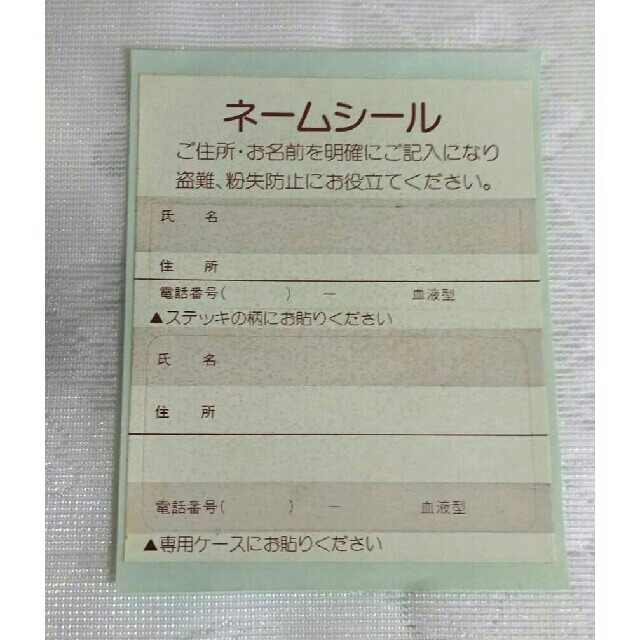 ネームシール
ご住所・お名前を明確にご記入になり
盗難、粉失防止にお役立てください。
氏 名
住 所
電話番号( ) ー 血液型
▲ステッキの柄にお貼りください
氏 名
住 所
電話番号( ) ー 血液型
▲専用ケースにお貼りください